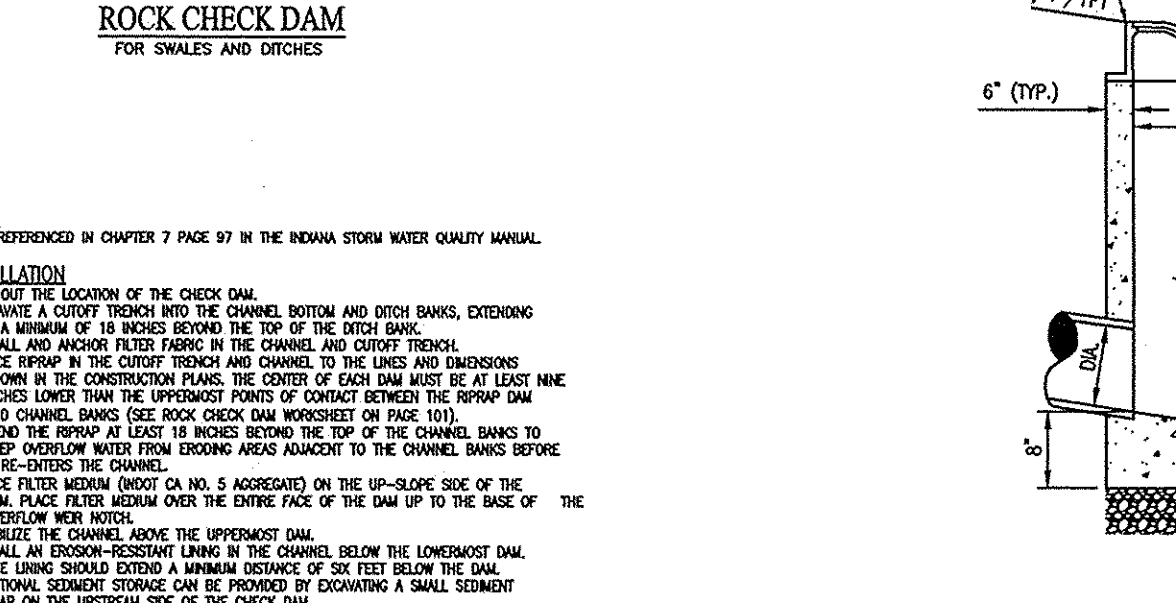 ROCK CHECK DAM
FOR SWALES AND DITCHES
6" (TYP.)
REFERENCED IN CHAPTER 7 PAGE 97 IN THE INDIANA STORM WATER QUALITY MANUAL
LLATION
OUT THE LOCATION OF THE CHECK DAM.
AVATE A CUTOFF TRENCH INTO THE CHANNEL BOTTOM AND DITCH BANKS, EXTENDING
A MINIMUM OF 18 INCHES BEYOND THE TOP OF THE DITCH BANK.
ALL AND ANCHOR FILTER FABRIC IN THE CHANNEL AND CUTOFF TRENCH.
CE RIPRAP IN THE CUTOFF TRENCH AND CHANNEL TO THE LINES AND DIMENSIONS
OWN IN THE CONSTRUCTION PLANS. THE CENTER OF EACH DAM MUST BE AT LEAST NINE
CHES LOWER THAN THE UPPERMOST POINTS OF CONTACT BETWEEN THE RIPRAP DAM
D CHANNEL BANKS (SEE ROCK CHECK DAM WORKSHEET ON PAGE 101).
END THE RIPRAP AT LEAST 18 INCHES BEYOND THE TOP OF THE CHANNEL BANKS TO
EP OVERFLOW WATER FROM ERODING AREAS ADJACENT TO THE CHANNEL BANKS BEFORE
RE-ENTERS THE CHANNEL.
CE FILTER MEDIUM (INDOT CA NO. 5 AGGREGATE) ON THE UP-SLOPE SIDE OF THE
M. PLACE FILTER MEDIUM OVER THE ENTIRE FACE OF THE DAM UP TO THE BASE OF THE
ERFLOW WEIR NOTCH.
BILIZE THE CHANNEL ABOVE THE UPPERMOST DAM.
ALL AN EROSION-RESISTANT LINING IN THE CHANNEL BELOW THE LOWERMOST DAM.
E LINING SHOULD EXTEND A MINIMUM DISTANCE OF SIX FEET BELOW THE DAM.
TIONAL SEDIMENT STORAGE CAN BE PROVIDED BY EXCAVATING A SMALL SEDIMENT
ON THE UPSTREAM SIDE OF THE CHECK DAM
DIA.
8"